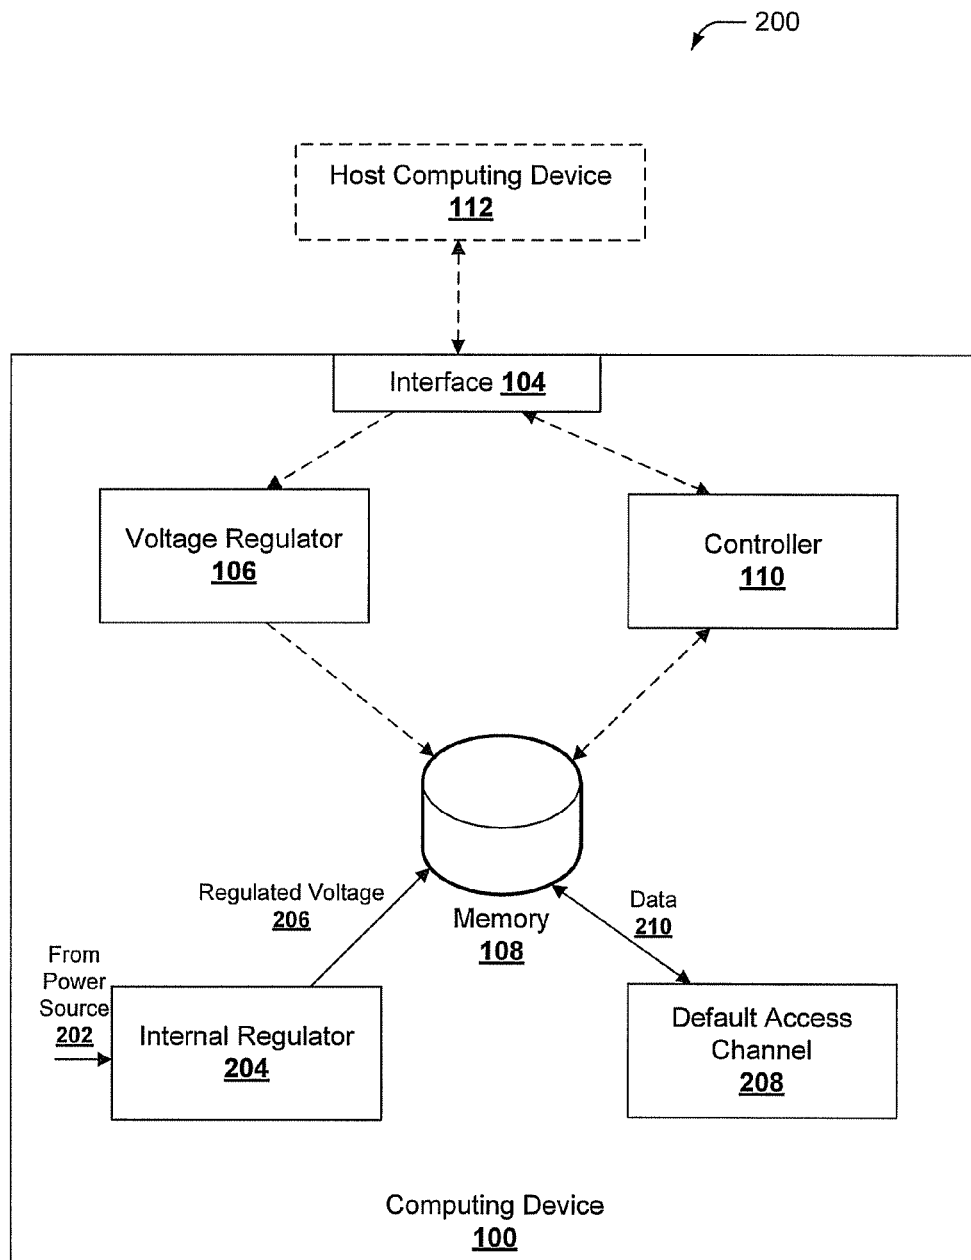 200
Host Computing Device
112
Interface 104
Voltage Regulator
106
Controller
110
Regulated Voltage
206
Memory
108
Data
210
From
Power
Source
202
Internal Regulator
204
Default Access
Channel
208
Computing Device
100